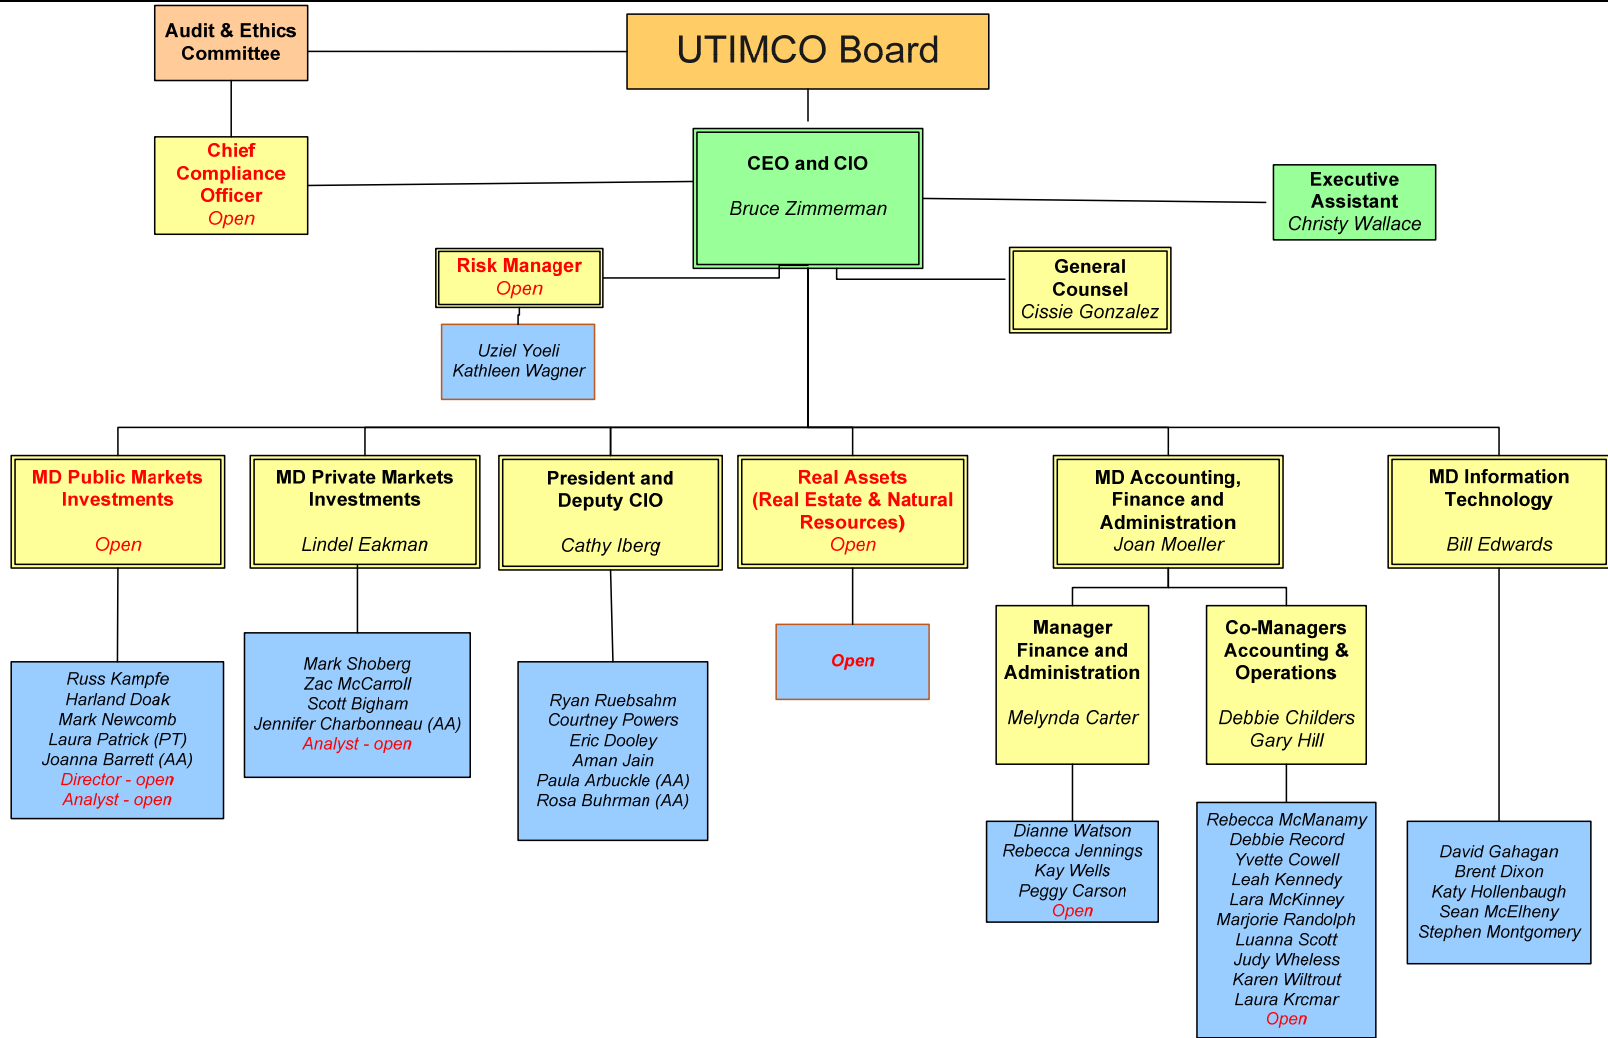 Audit & Ethics
Committee
UTIMCO Board
Chief
Compliance
Officer
Open
CEO and CIO
Bruce Zimmerman
Executive
Assistant
Christy Wallace
Risk Manager
Open
General
Counsel
Cissie Gonzalez
Uziel Yoeli
Kathleen Wagner
MD Public Markets
Investments
Open
MD Private Markets
Investments
Lindel Eakman
President and
Deputy CIO
Cathy Iberg
Real Assets
(Real Estate & Natural
Resources)
Open
MD Accounting,
Finance and
Administration
Joan Moeller
MD Information
Technology
Bill Edwards
Russ Kampfe
Harland Doak
Mark Newcomb
Laura Patrick (PT)
Joanna Barrett (AA)
Director - open
Analyst - open
Mark Shoberg
Zac McCarroll
Scott Bigham
Jennifer Charbonneau (AA)
Analyst - open
Ryan Ruebsahm
Courtney Powers
Eric Dooley
Aman Jain
Paula Arbuckle (AA)
Rosa Buhrman (AA)
Open
Manager
Finance and
Administration
Melynda Carter
Co-Managers
Accounting &
Operations
Debbie Childers
Gary Hill
Dianne Watson
Rebecca Jennings
Kay Wells
Peggy Carson
Open
Rebecca McManamy
Debbie Record
Yvette Cowell
Leah Kennedy
Lara McKinney
Marjorie Randolph
Luanna Scott
Judy Wheless
Karen Wiltrout
Laura Krcmar
Open
David Gahagan
Brent Dixon
Katy Hollenbaugh
Sean McElheny
Stephen Montgomery